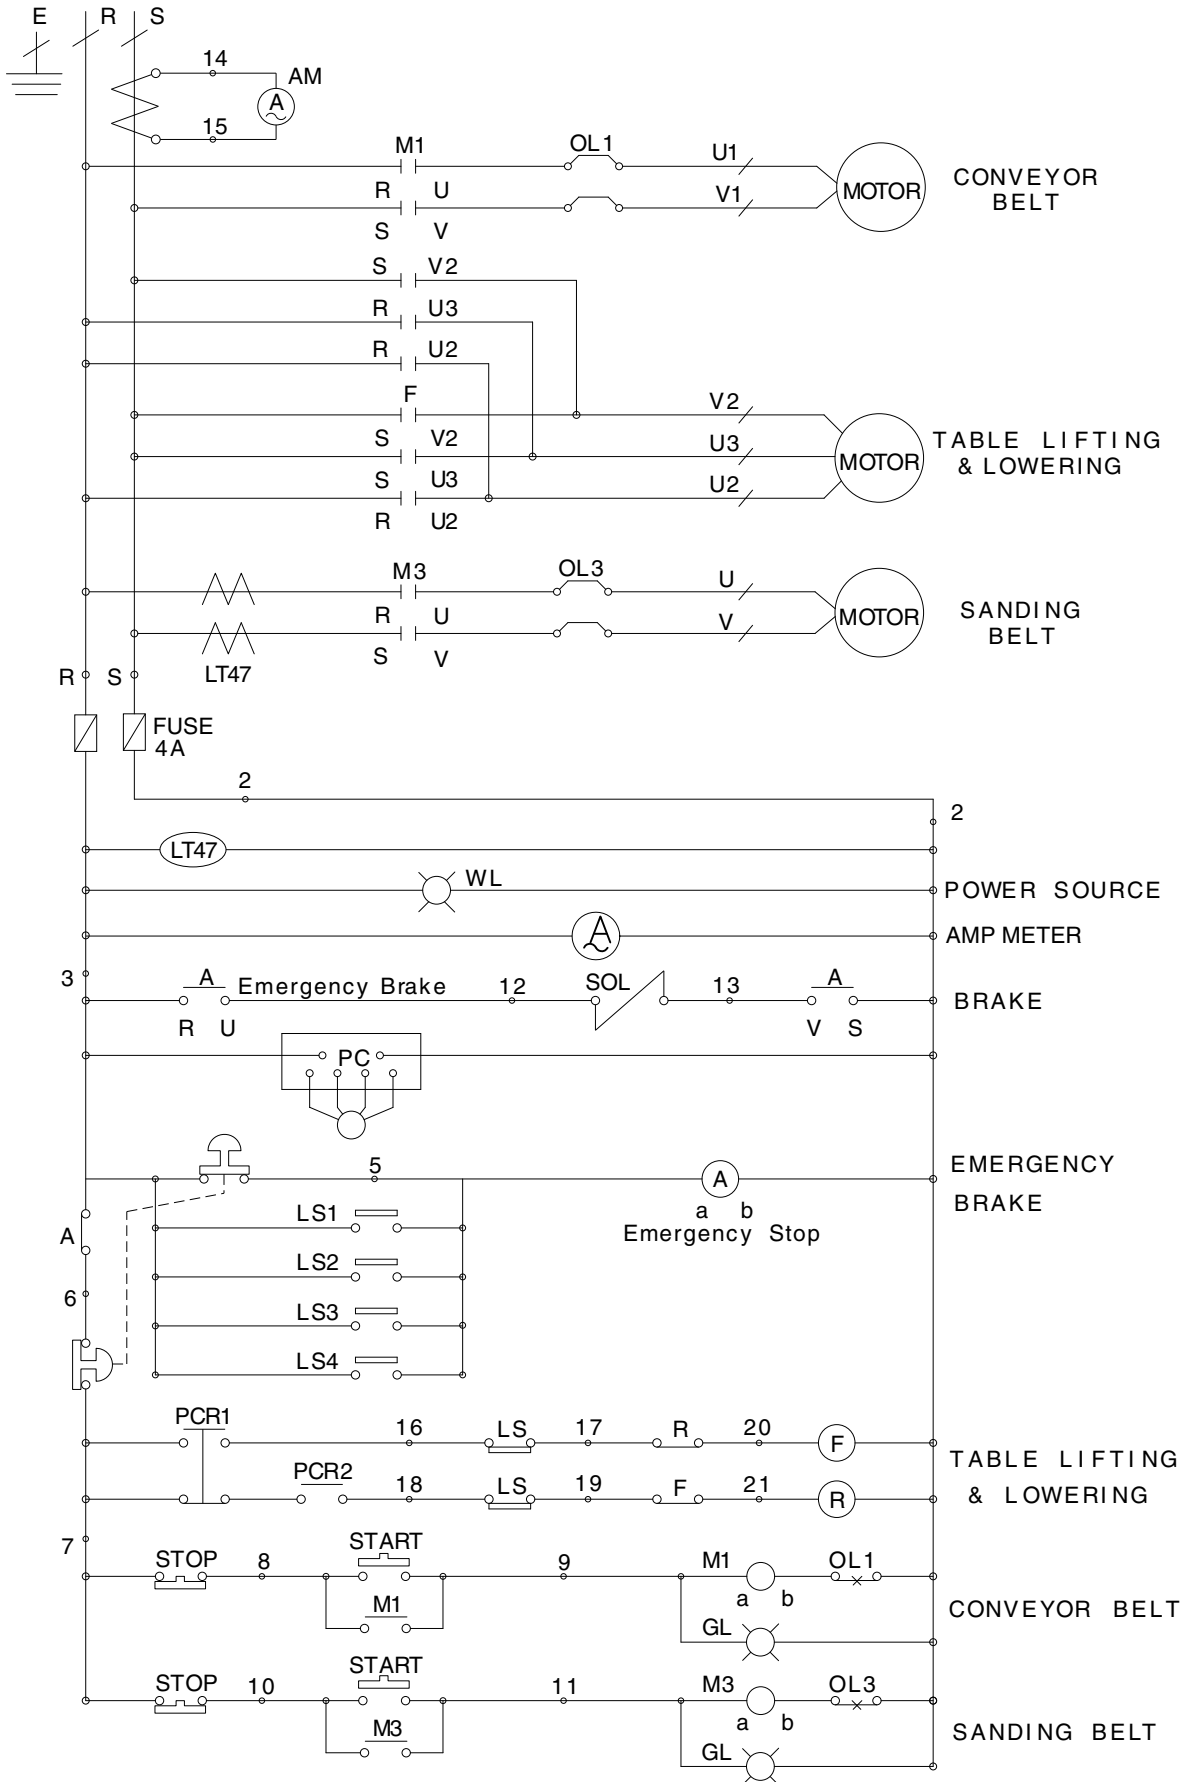 E R S
14
AM
A
15
M1 OL1 U1
R U V1 MOTOR
CONVEYOR
BELT
S V
S V2
R U3
R U2
F V2
S V2 U3 MOTOR
TABLE LIFTING
& LOWERING
S U3 U2
R U2
M3 OL3 U
R U V MOTOR
SANDING
BELT
S V
LT47
R S
FUSE
4A
2
2
LT47
WL POWER SOURCE
A AMP METER
3
A Emergency Brake 12 SOL 13 A BRAKE
R U V S
PC
5 A EMERGENCY
BRAKE
a b
Emergency Stop
A
LS1
LS2
6
LS3
LS4
PCR1 16 LS 17 R 20 F
TABLE LIFTING
& LOWERING
PCR2 18 LS 19 F 21 R
7
STOP 8 START 9 M1 OL1
M1 a b
CONVEYOR BELT
GL
STOP 10 START 11 M3 OL3
M3 a b
SANDING BELT
GL